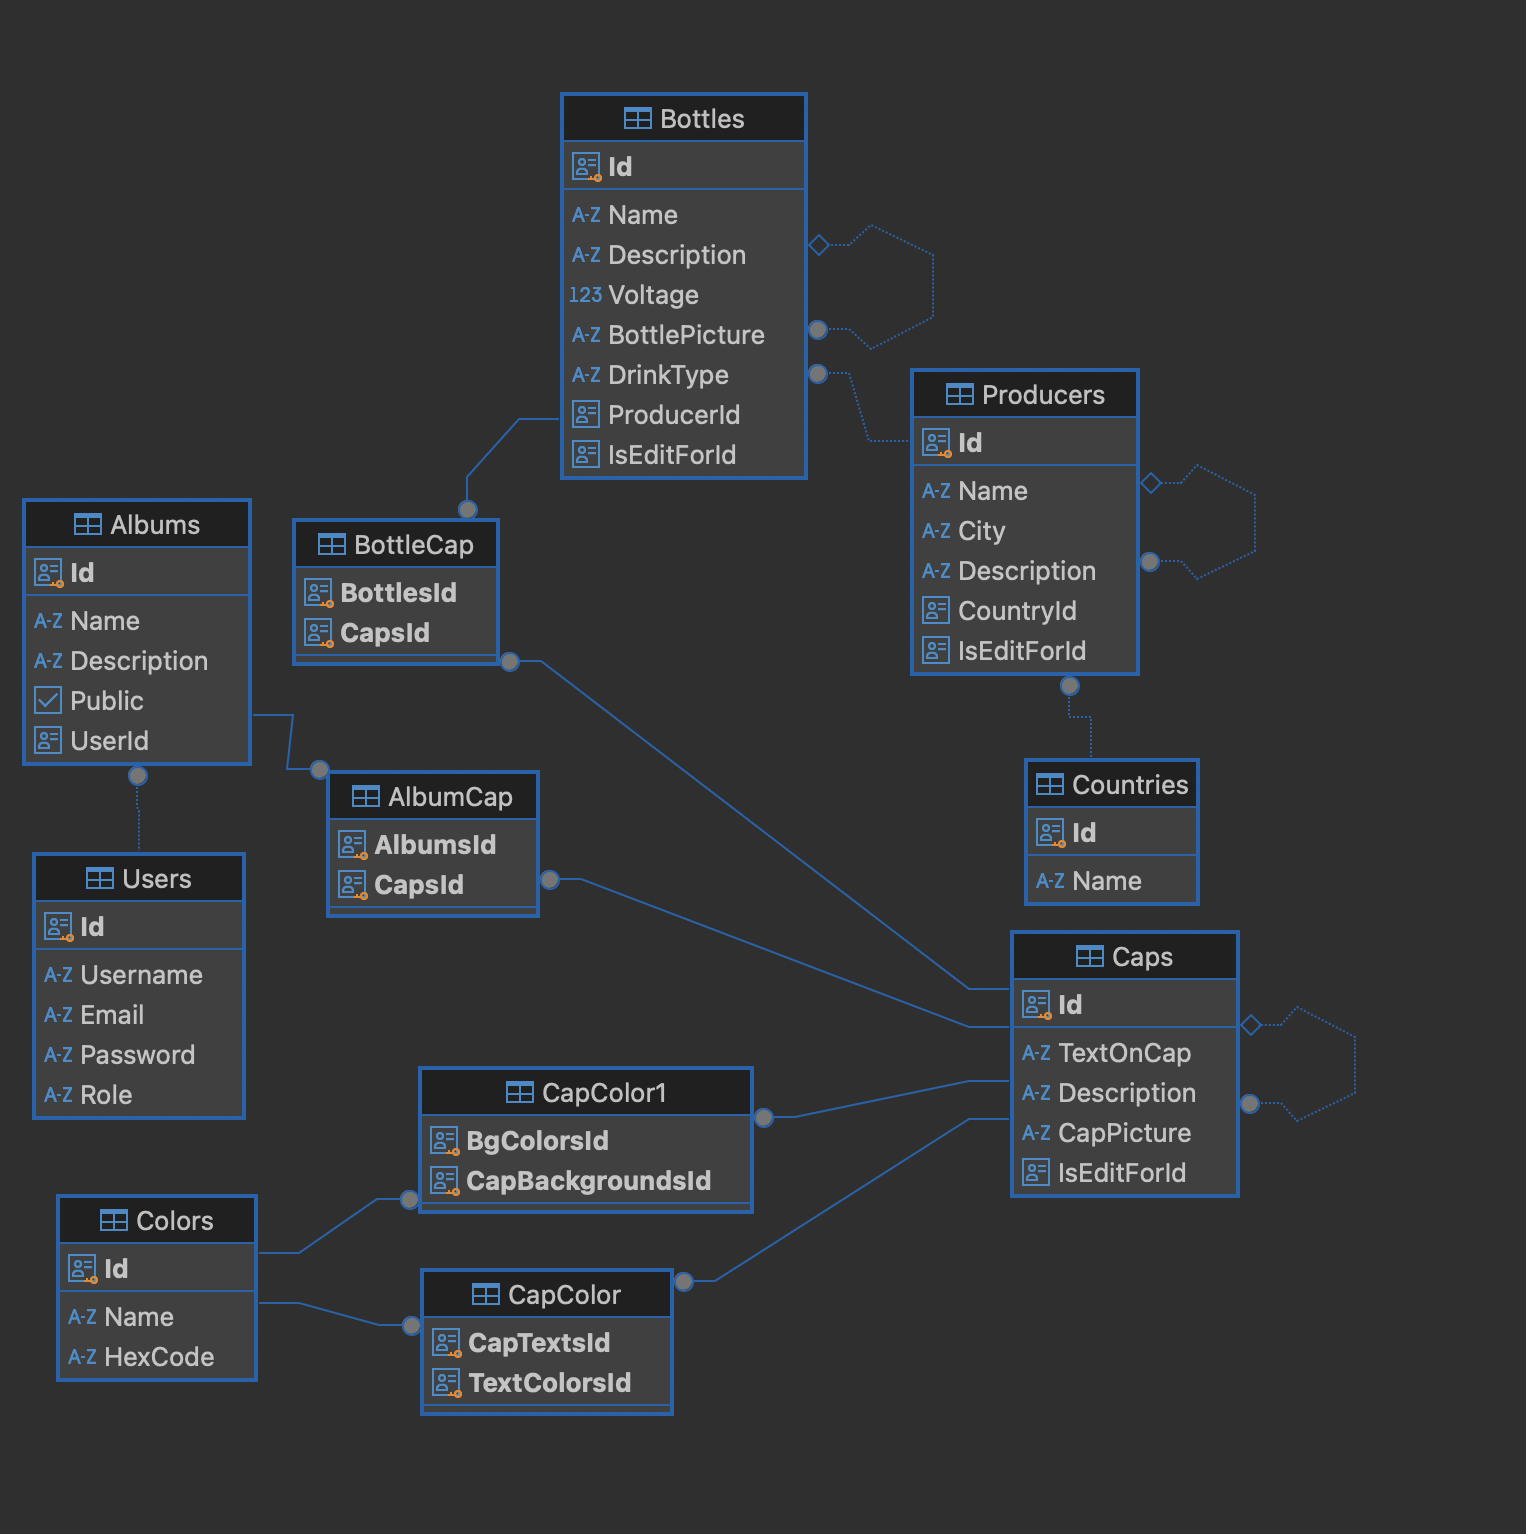 Bottles
Id
A-Z Name
A-Z Description
123 Voltage
A-Z BottlePicture
A-Z DrinkType
ProducerId
IsEditForId
Producers
Id
A-Z Name
A-Z City
A-Z Description
CountryId
IsEditForId
Albums
Id
A-Z Name
A-Z Description
Public
UserId
BottleCap
BottlesId
CapsId
AlbumCap
AlbumsId
CapsId
Countries
Id
A-Z Name
Users
Id
A-Z Username
A-Z Email
A-Z Password
A-Z Role
Caps
Id
A-Z TextOnCap
A-Z Description
A-Z CapPicture
IsEditForId
CapColor1
BgColorsId
CapBackgroundsId
Colors
Id
A-Z Name
A-Z HexCode
CapColor
CapTextsId
TextColorsId